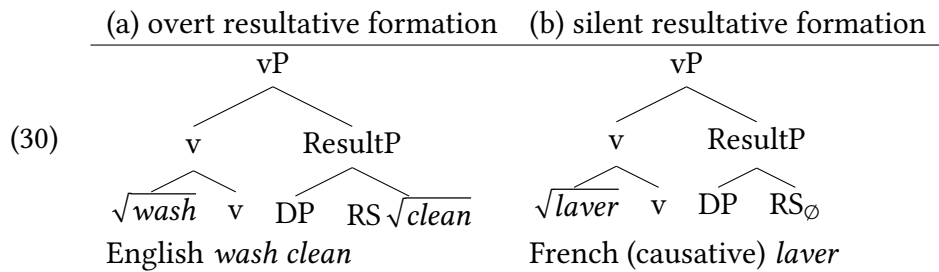 (a) overt resultative formation (b) silent resultative formation
vP vP
(30) v ResultP v ResultP
√wash v DP RS √clean √laver v DP RS∅
English wash clean French (causative) laver